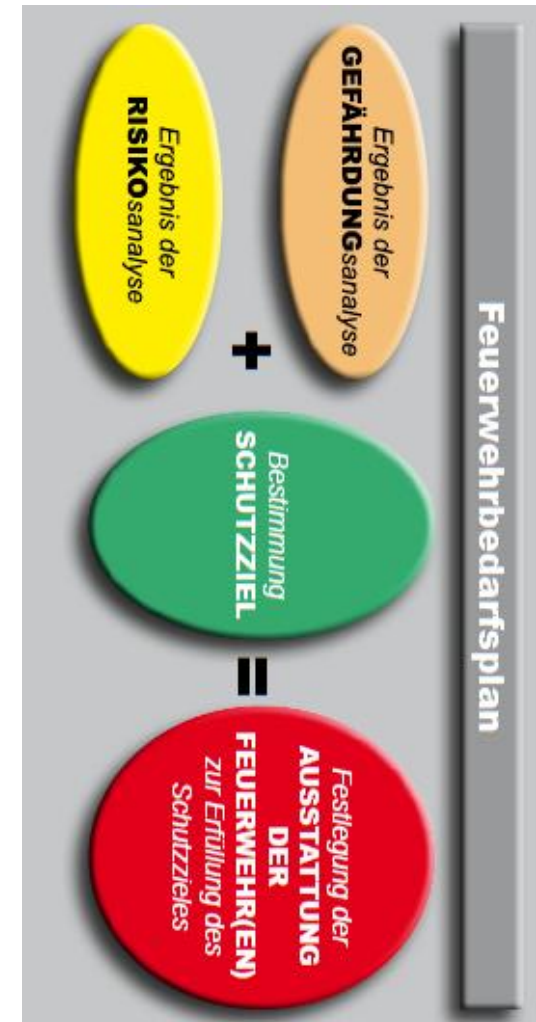 Feuerwehrbedarfsplan
Ergebnis der
GEFÄHRDUNGsanalyse
Ergebnis der
RISIKOsanalyse
+
Bestimmung
SCHUTZZIEL
=
Festlegung der
AUSSTATTUNG
DER
FEUERWEHR(EN)
zur Erfüllung des
Schutzzieles